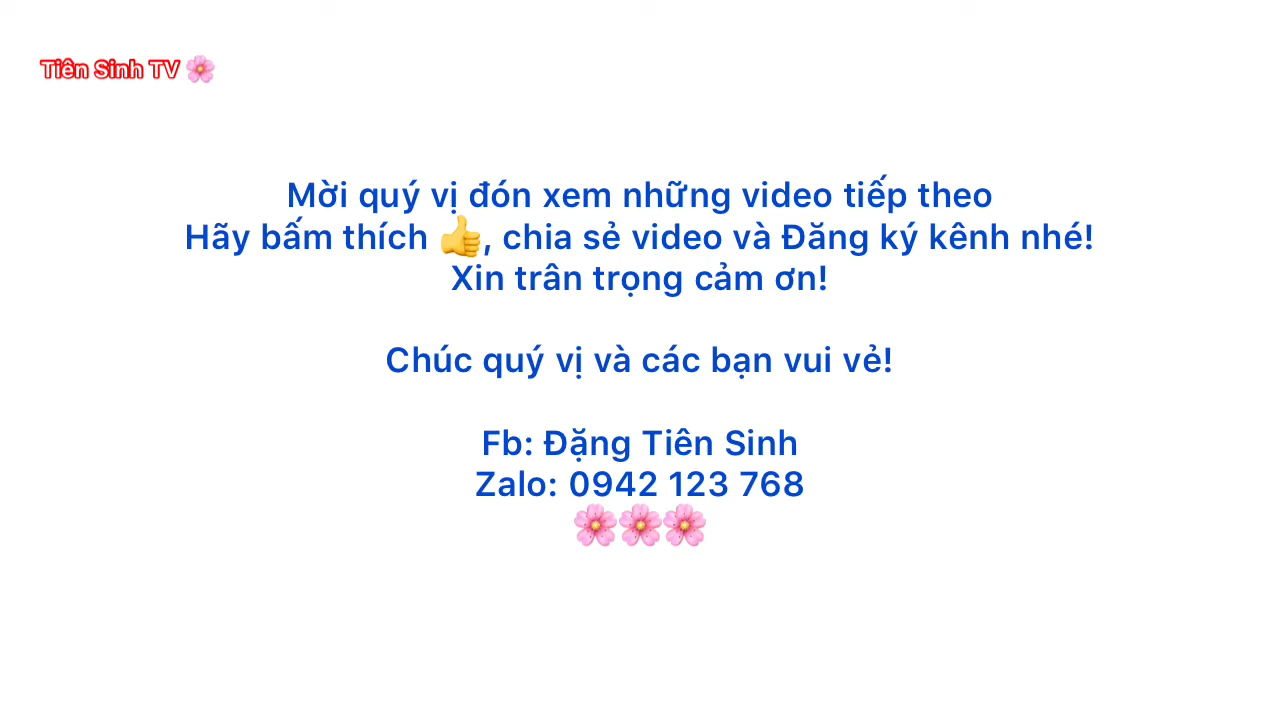 Tiên Sinh TV 🌸
Mời quý vị đón xem những video tiếp theo
Hãy bấm thích 👍, chia sẻ video và Đăng ký kênh nhé!
Xin trân trọng cảm ơn!
Chúc quý vị và các bạn vui vẻ!
Fb: Đặng Tiên Sinh
Zalo: 0942 123 768
🌸🌸🌸